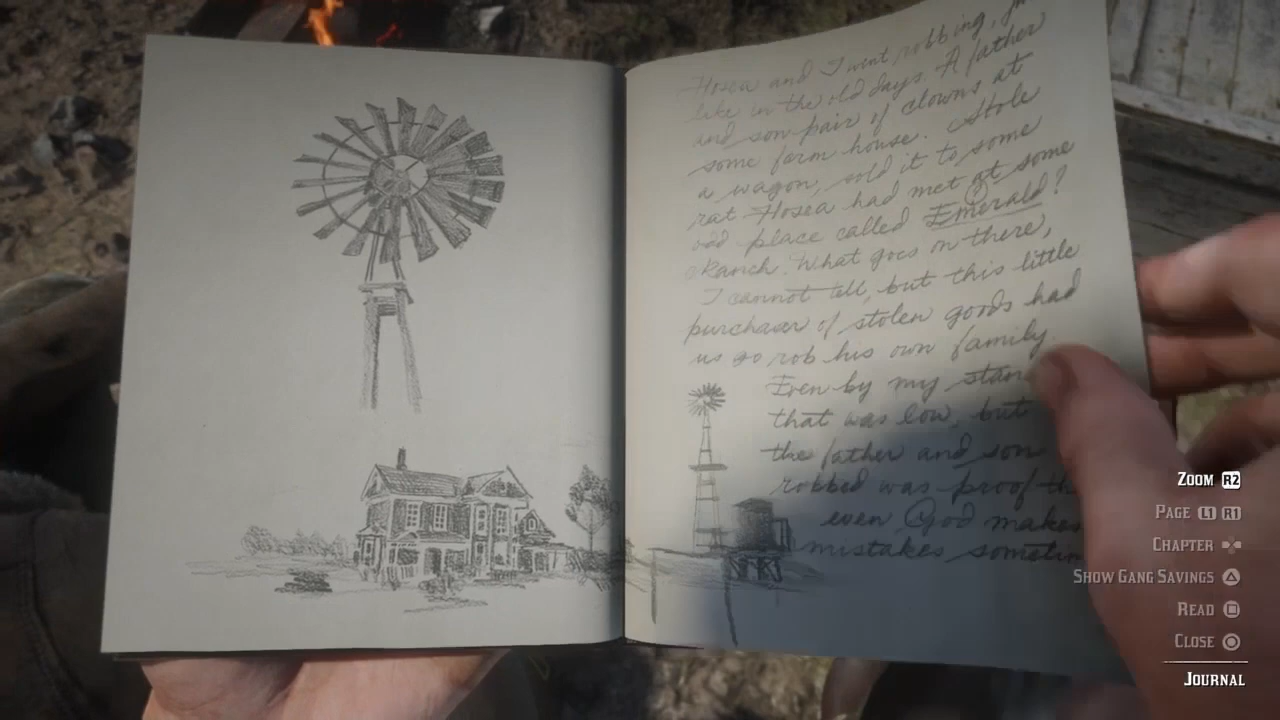 Hosea and I went robbing, ju
like in the old days. A father
and son pair of clowns at
some farm house. Stole
a wagon, sold it to some
rat Hosea had met at some
odd place called Emerald?
Ranch. What goes on there,
I cannot tell, but this little
purchaser of stolen goods had
us go rob his own family
Even by my stan
that was low, but
the father and son
robbed was proof th
even God makes
mistakes sometim
ZOOM R2
PAGE L1 R1
CHAPTER
SHOW GANG SAVINGS
READ
CLOSE
JOURNAL